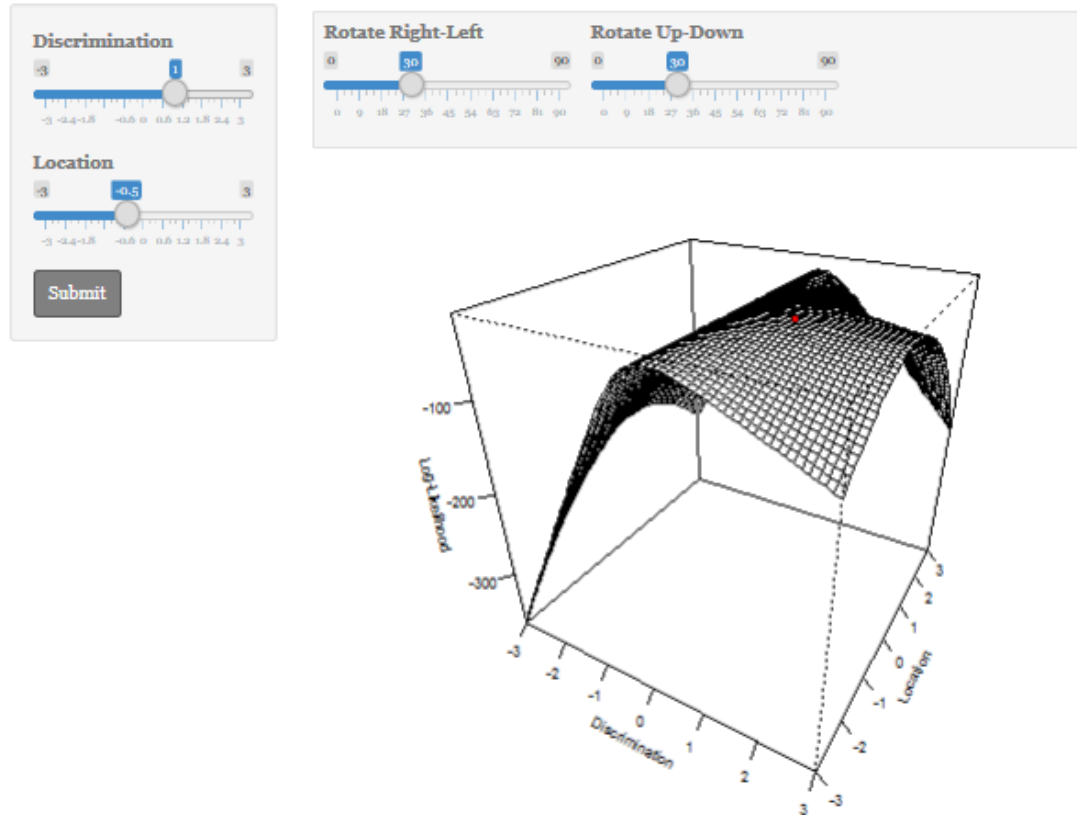 Discrimination
-3 1 3
-3 -2.4 -1.8 -0.6 0 0.6 1.2 1.8 2.4 3
Location
-3 -0.5 3
-3 -2.4 -1.8 -0.6 0 0.6 1.2 1.8 2.4 3
Submit
Rotate Right-Left
0 30 90
0 9 18 27 36 45 54 63 72 81 90
Rotate Up-Down
0 30 90
0 9 18 27 36 45 54 63 72 81 90
-100
-200
-300
Log-Likelihood
-3
-2
-1
0
1
2
3
Discrimination
-3
-2
-1
0
1
2
3
Location